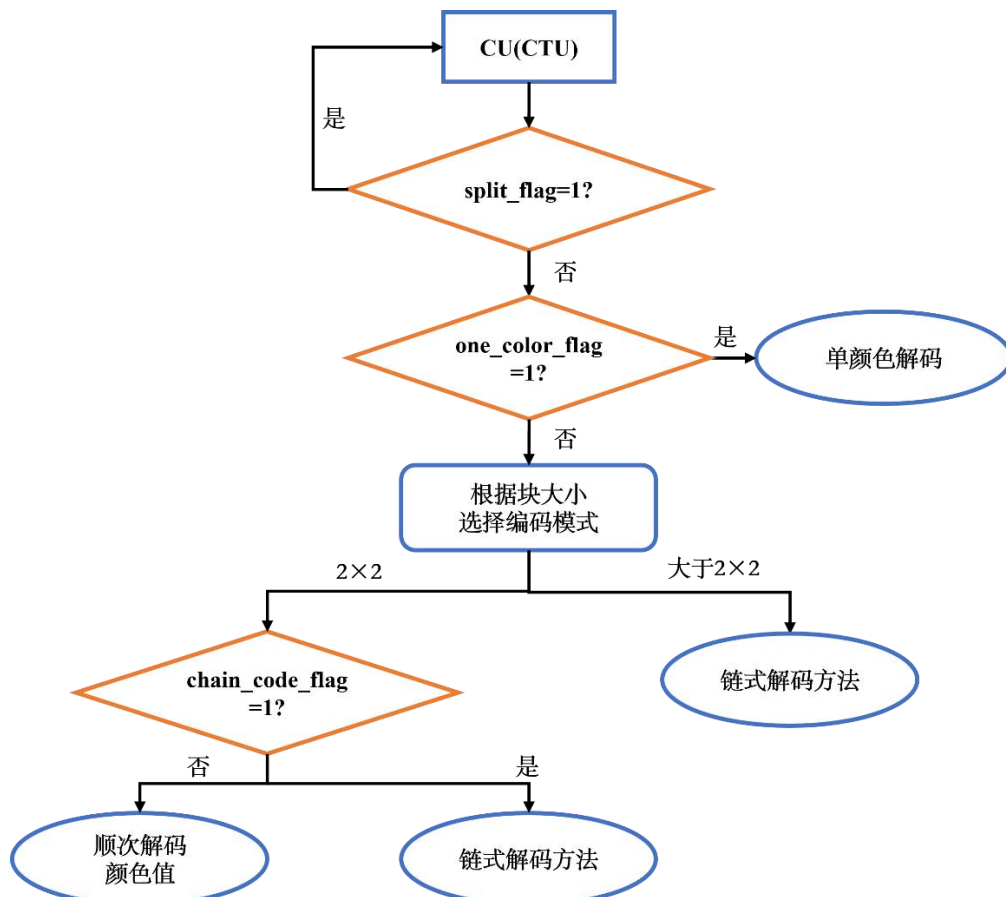 CU(CTU)
是
split_flag=1?
否
one_color_flag
=1?
是
单颜色解码
否
根据块大小
选择编码模式
2×2
大于2×2
chain_code_flag
=1?
链式解码方法
否
是
顺次解码
颜色值
链式解码方法